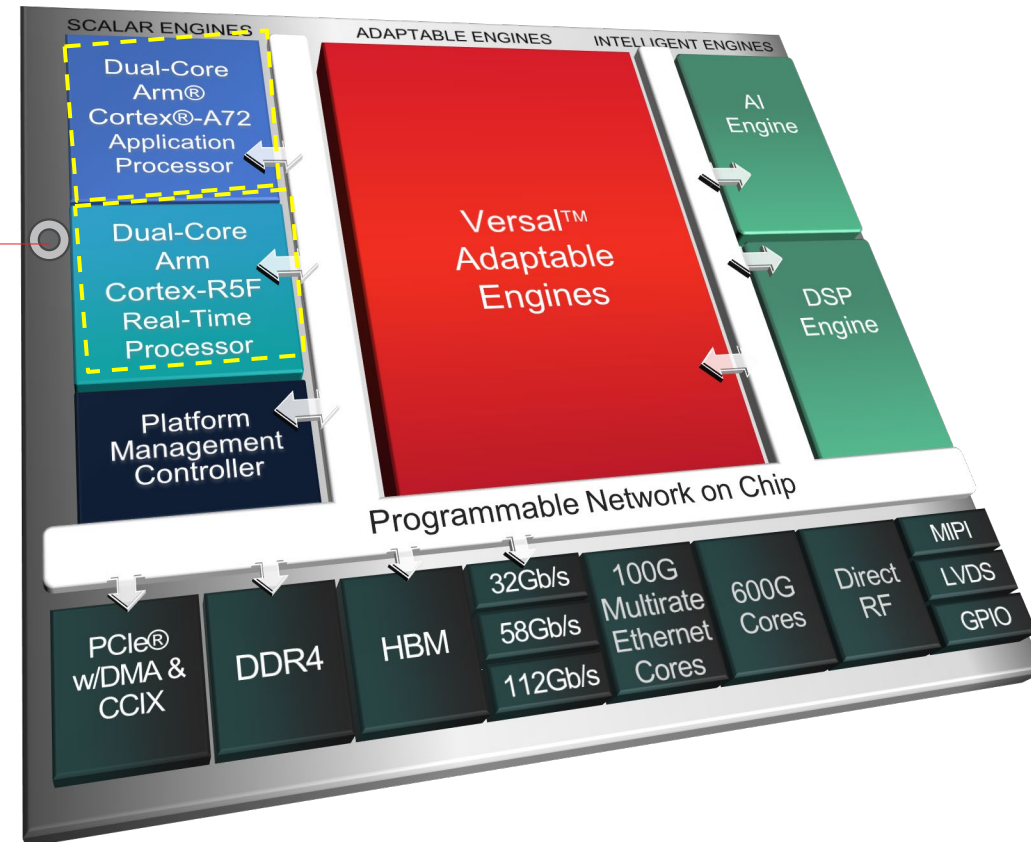 SCALAR ENGINES
ADAPTABLE ENGINES
INTELLIGENT ENGINES
Dual-Core
Arm®
Cortex®-A72
Application
Processor
Dual-Core
Arm
Cortex-R5F
Real-Time
Processor
Platform
Management
Controller
Versal™
Adaptable
Engines
AI
Engine
DSP
Engine
Programmable Network on Chip
PCIe®
w/DMA &
CCIX
DDR4
HBM
32Gb/s
58Gb/s
112Gb/s
100G
Multirate
Ethernet
Cores
600G
Cores
Direct
RF
MIPI
LVDS
GPIO